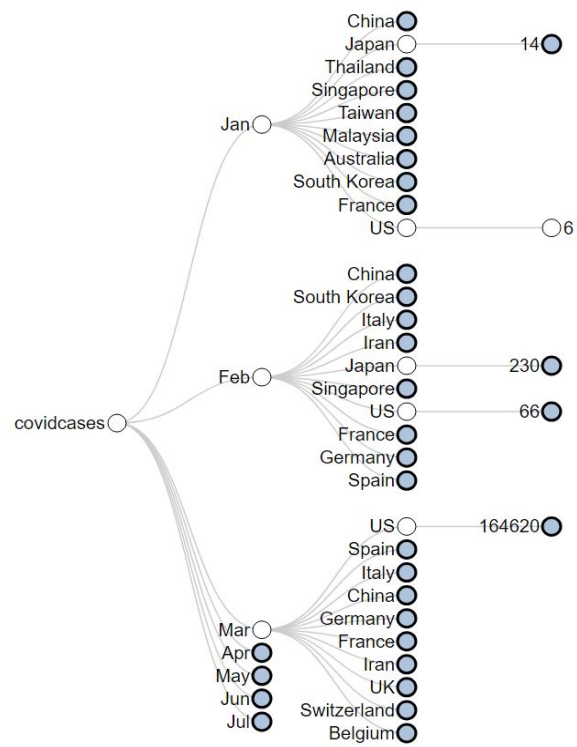 China
Japan 14
Thailand
Singapore
Taiwan
Jan
Malaysia
Australia
South Korea
France
US 6
China
South Korea
Italy
Iran
Japan 230
Feb
Singapore
US 66
covidcases
France
Germany
Spain
US 164620
Spain
Italy
China
Germany
Mar
France
Apr
Iran
May
UK
Jun
Switzerland
Jul
Belgium